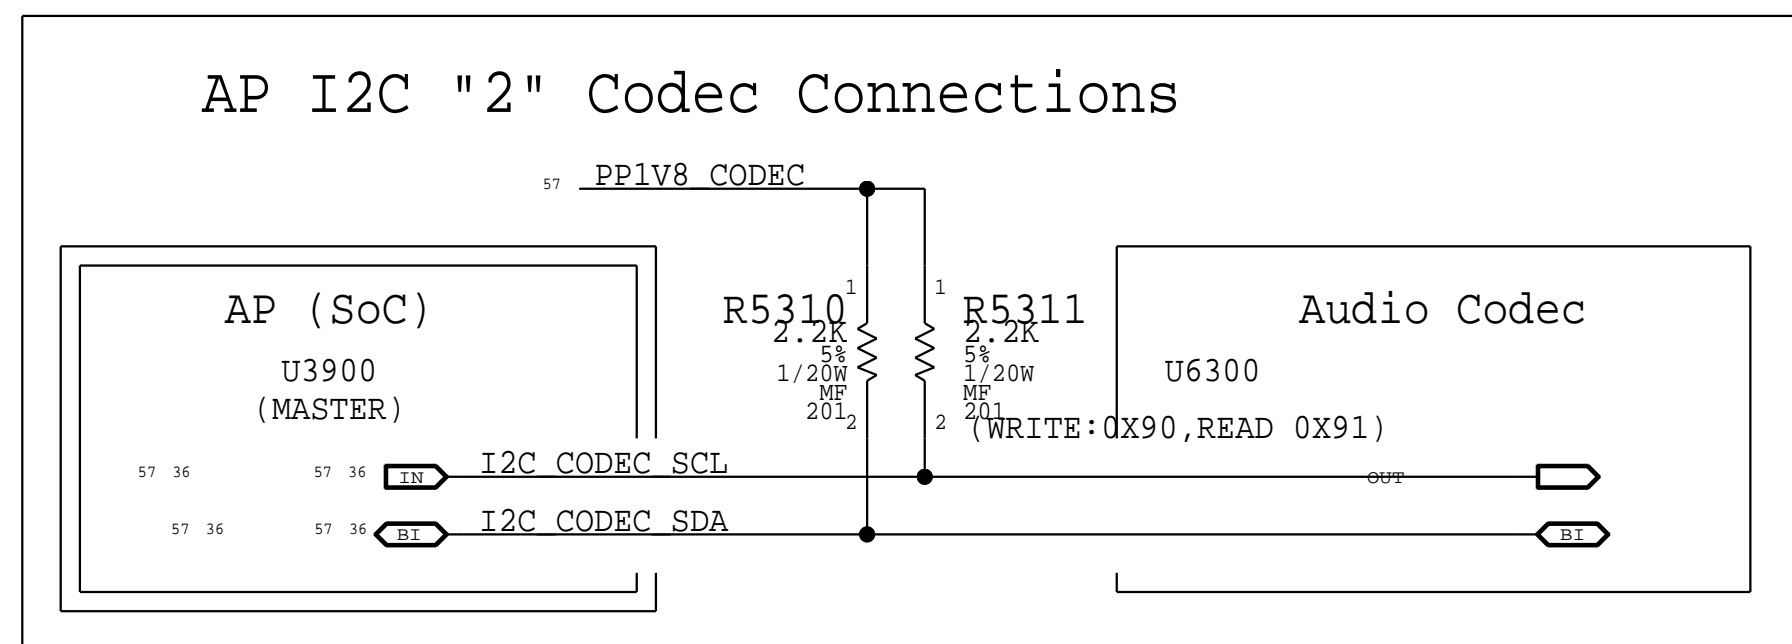 AP I2C "2" Codec Connections
57 PP1V8_CODEC
AP (SoC)
U3900
(MASTER)
R5310
2.2K
5%
1/20W
MF
201
1
2
R5311
2.2K
5%
1/20W
MF
201
1
2
Audio Codec
U6300
(WRITE:0X90,READ 0X91)
57 36 57 36 IN I2C_CODEC_SCL OUT
57 36 57 36 BI I2C_CODEC_SDA BI